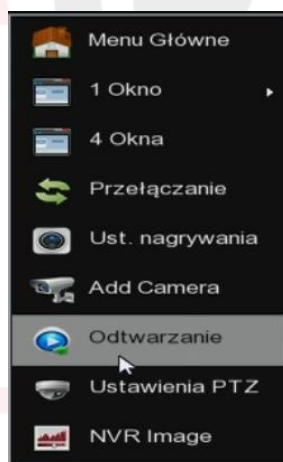 Menu Główne
1 Okno
4 Okna
Przełączanie
Ust. nagrywania
Add Camera
Odtwarzanie
Ustawienia PTZ
NVR Image